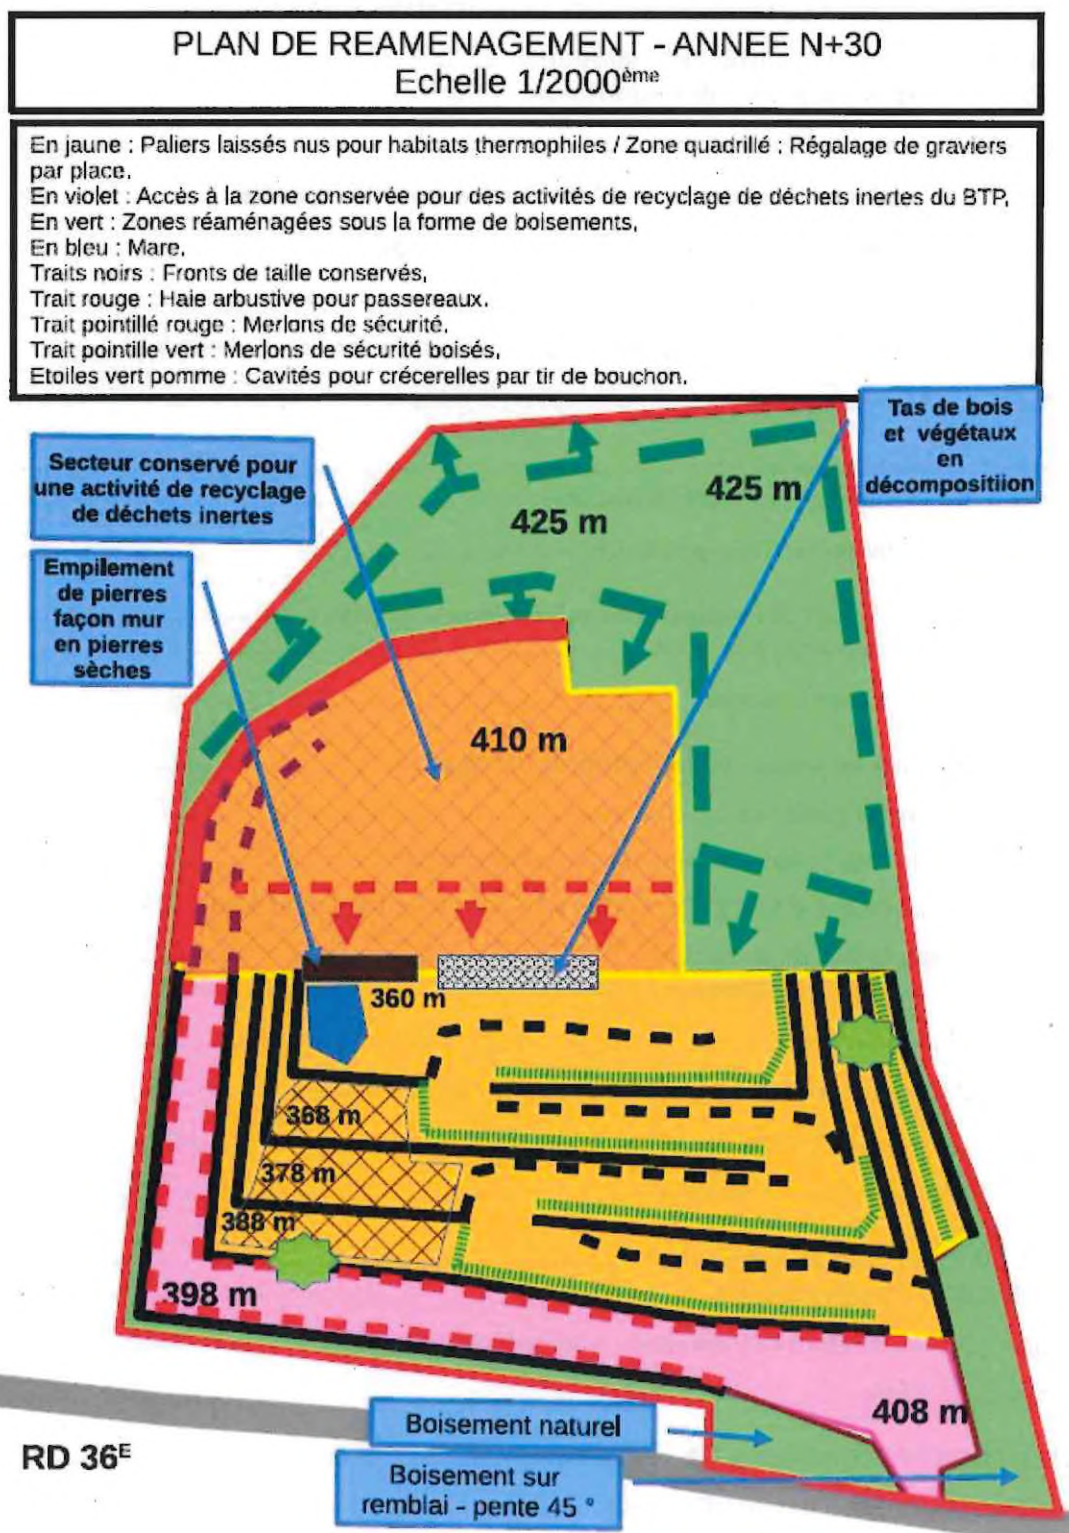 PLAN DE REAMENAGEMENT - ANNEE N+30
Echelle 1/2000ème
En jaune : Paliers laissés nus pour habitats thermophiles / Zone quadrillé : Régalage de graviers
par place.
En violet : Accès à la zone conservée pour des activités de recyclage de déchets inertes du BTP.
En vert : Zones réaménagées sous la forme de boisements,
En bleu : Mare.
Traits noirs : Fronts de taille conservés,
Trait rouge : Haie arbustive pour passereaux.
Trait pointillé rouge : Merlons de sécurité.
Trait pointille vert : Merlons de sécurité boisés,
Etoiles vert pomme : Cavités pour crécerelles par tir de bouchon.
Tas de bois
et végétaux
en
décompositiion
Secteur conservé pour
une activité de recyclage
de déchets inertes
425 m
425 m
Empilement
de pierres
façon mur
en pierres
sèches
410 m
360 m
368 m
378 m
388 m
398 m
408 m
Boisement naturel
RD 36E
Boisement sur
remblai - pente 45 °